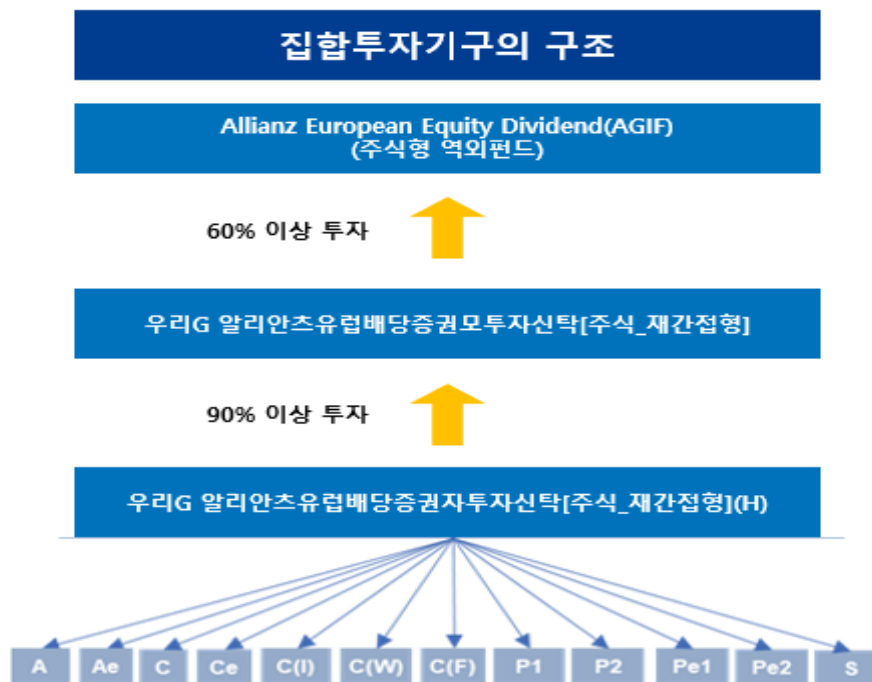 집합투자기구의 구조
Allianz European Equity Dividend(AGIF)
(주식형 역외펀드)
60% 이상 투자
우리G 알리안츠유럽배당증권모투자신탁[주식_재간접형]
90% 이상 투자
우리G 알리안츠유럽배당증권자투자신탁[주식_재간접형](H)
A Ae C Ce C(I) C(W) C(F) P1 P2 Pe1 Pe2 S